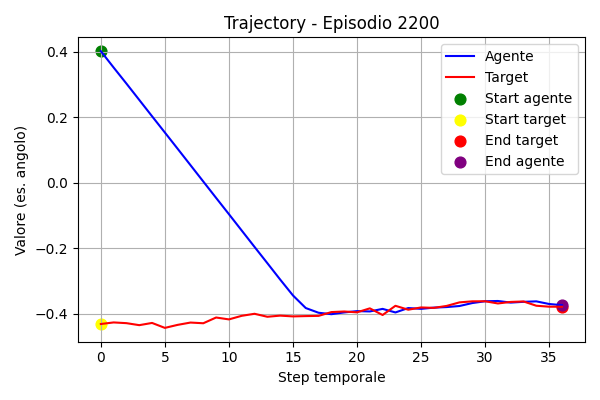 Trajectory - Episodio 2200
Valore (es. angolo)
0.4
0.2
0.0
−0.2
−0.4
Agente
Target
Start agente
Start target
End target
End agente
0 5 10 15 20 25 30 35
Step temporale